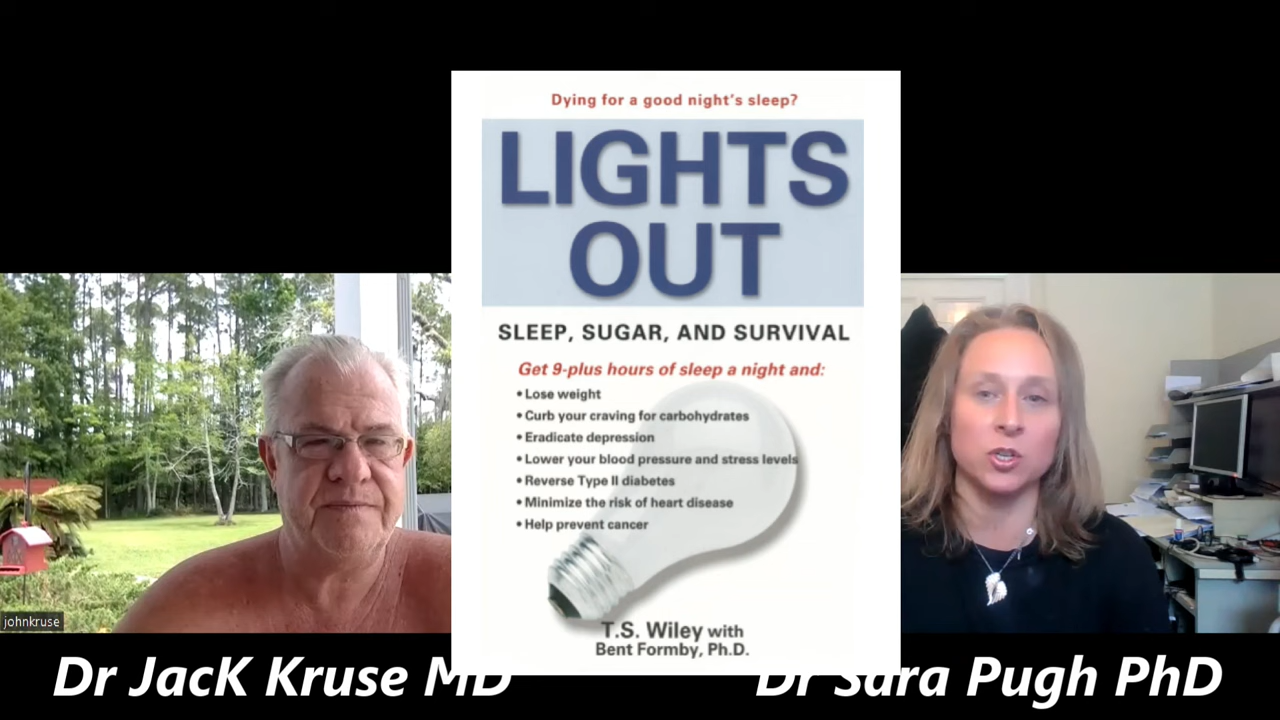 Dying for a good night's sleep?
LIGHTS
OUT
SLEEP, SUGAR, AND SURVIVAL
Get 9-plus hours of sleep a night and:
• Lose weight
• Curb your craving for carbohydrates
• Eradicate depression
• Lower your blood pressure and stress levels
• Reverse Type II diabetes
• Minimize the risk of heart disease
• Help prevent cancer
T.S. Wiley with
Bent Formby, Ph.D.
johnkruse
Dr JacK Kruse MD
Dr Sara Pugh PhD